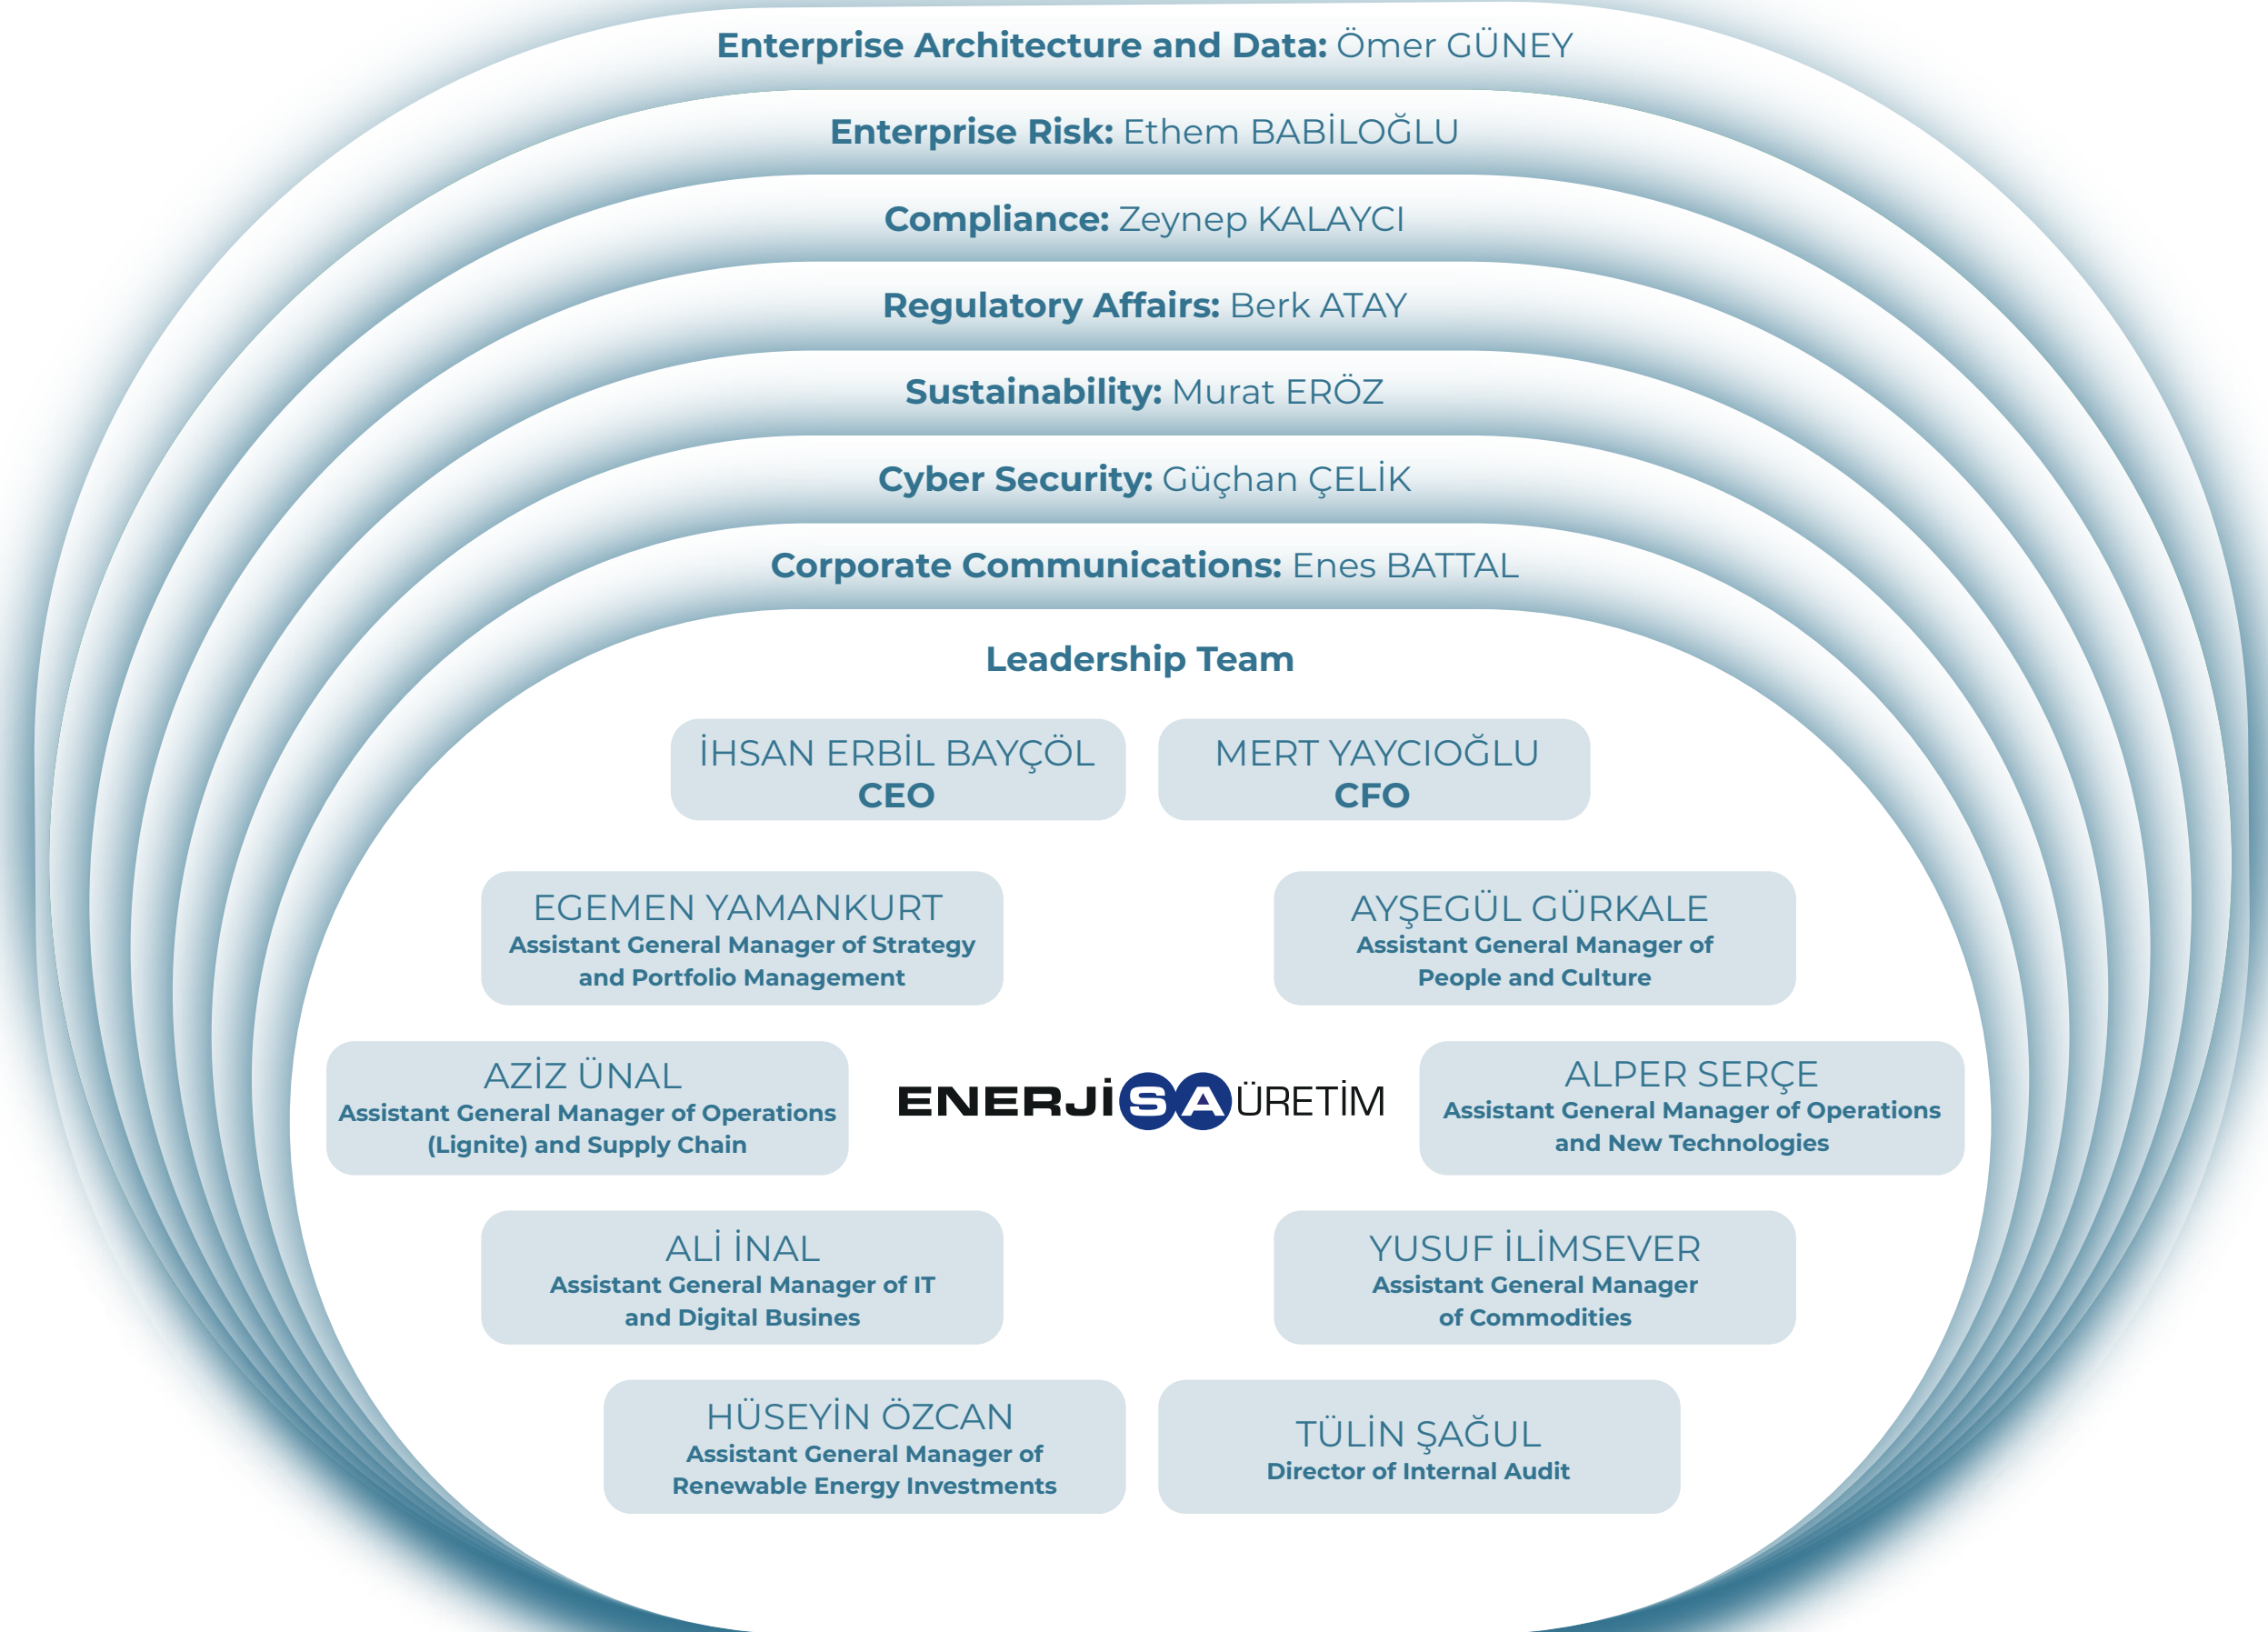 Enterprise Architecture and Data: Ömer GÜNEY
Enterprise Risk: Ethem BABİLOĞLU
Compliance: Zeynep KALAYCI
Regulatory Affairs: Berk ATAY
Sustainability: Murat ERÖZ
Cyber Security: Güçhan ÇELİK
Corporate Communications: Enes BATTAL
Leadership Team
İHSAN ERBİL BAYÇÖL
CEO
MERT YAYCIOĞLU
CFO
EGEMEN YAMANKURT
Assistant General Manager of Strategy
and Portfolio Management
AYŞEGÜL GÜRKALE
Assistant General Manager of
People and Culture
AZİZ ÜNAL
Assistant General Manager of Operations
(Lignite) and Supply Chain
ENERJİSA ÜRETİM
ALPER SERÇE
Assistant General Manager of Operations
and New Technologies
ALİ İNAL
Assistant General Manager of IT
and Digital Busines
YUSUF İLİMSEVER
Assistant General Manager
of Commodities
HÜSEYİN ÖZCAN
Assistant General Manager of
Renewable Energy Investments
TÜLİN ŞAĞUL
Director of Internal Audit